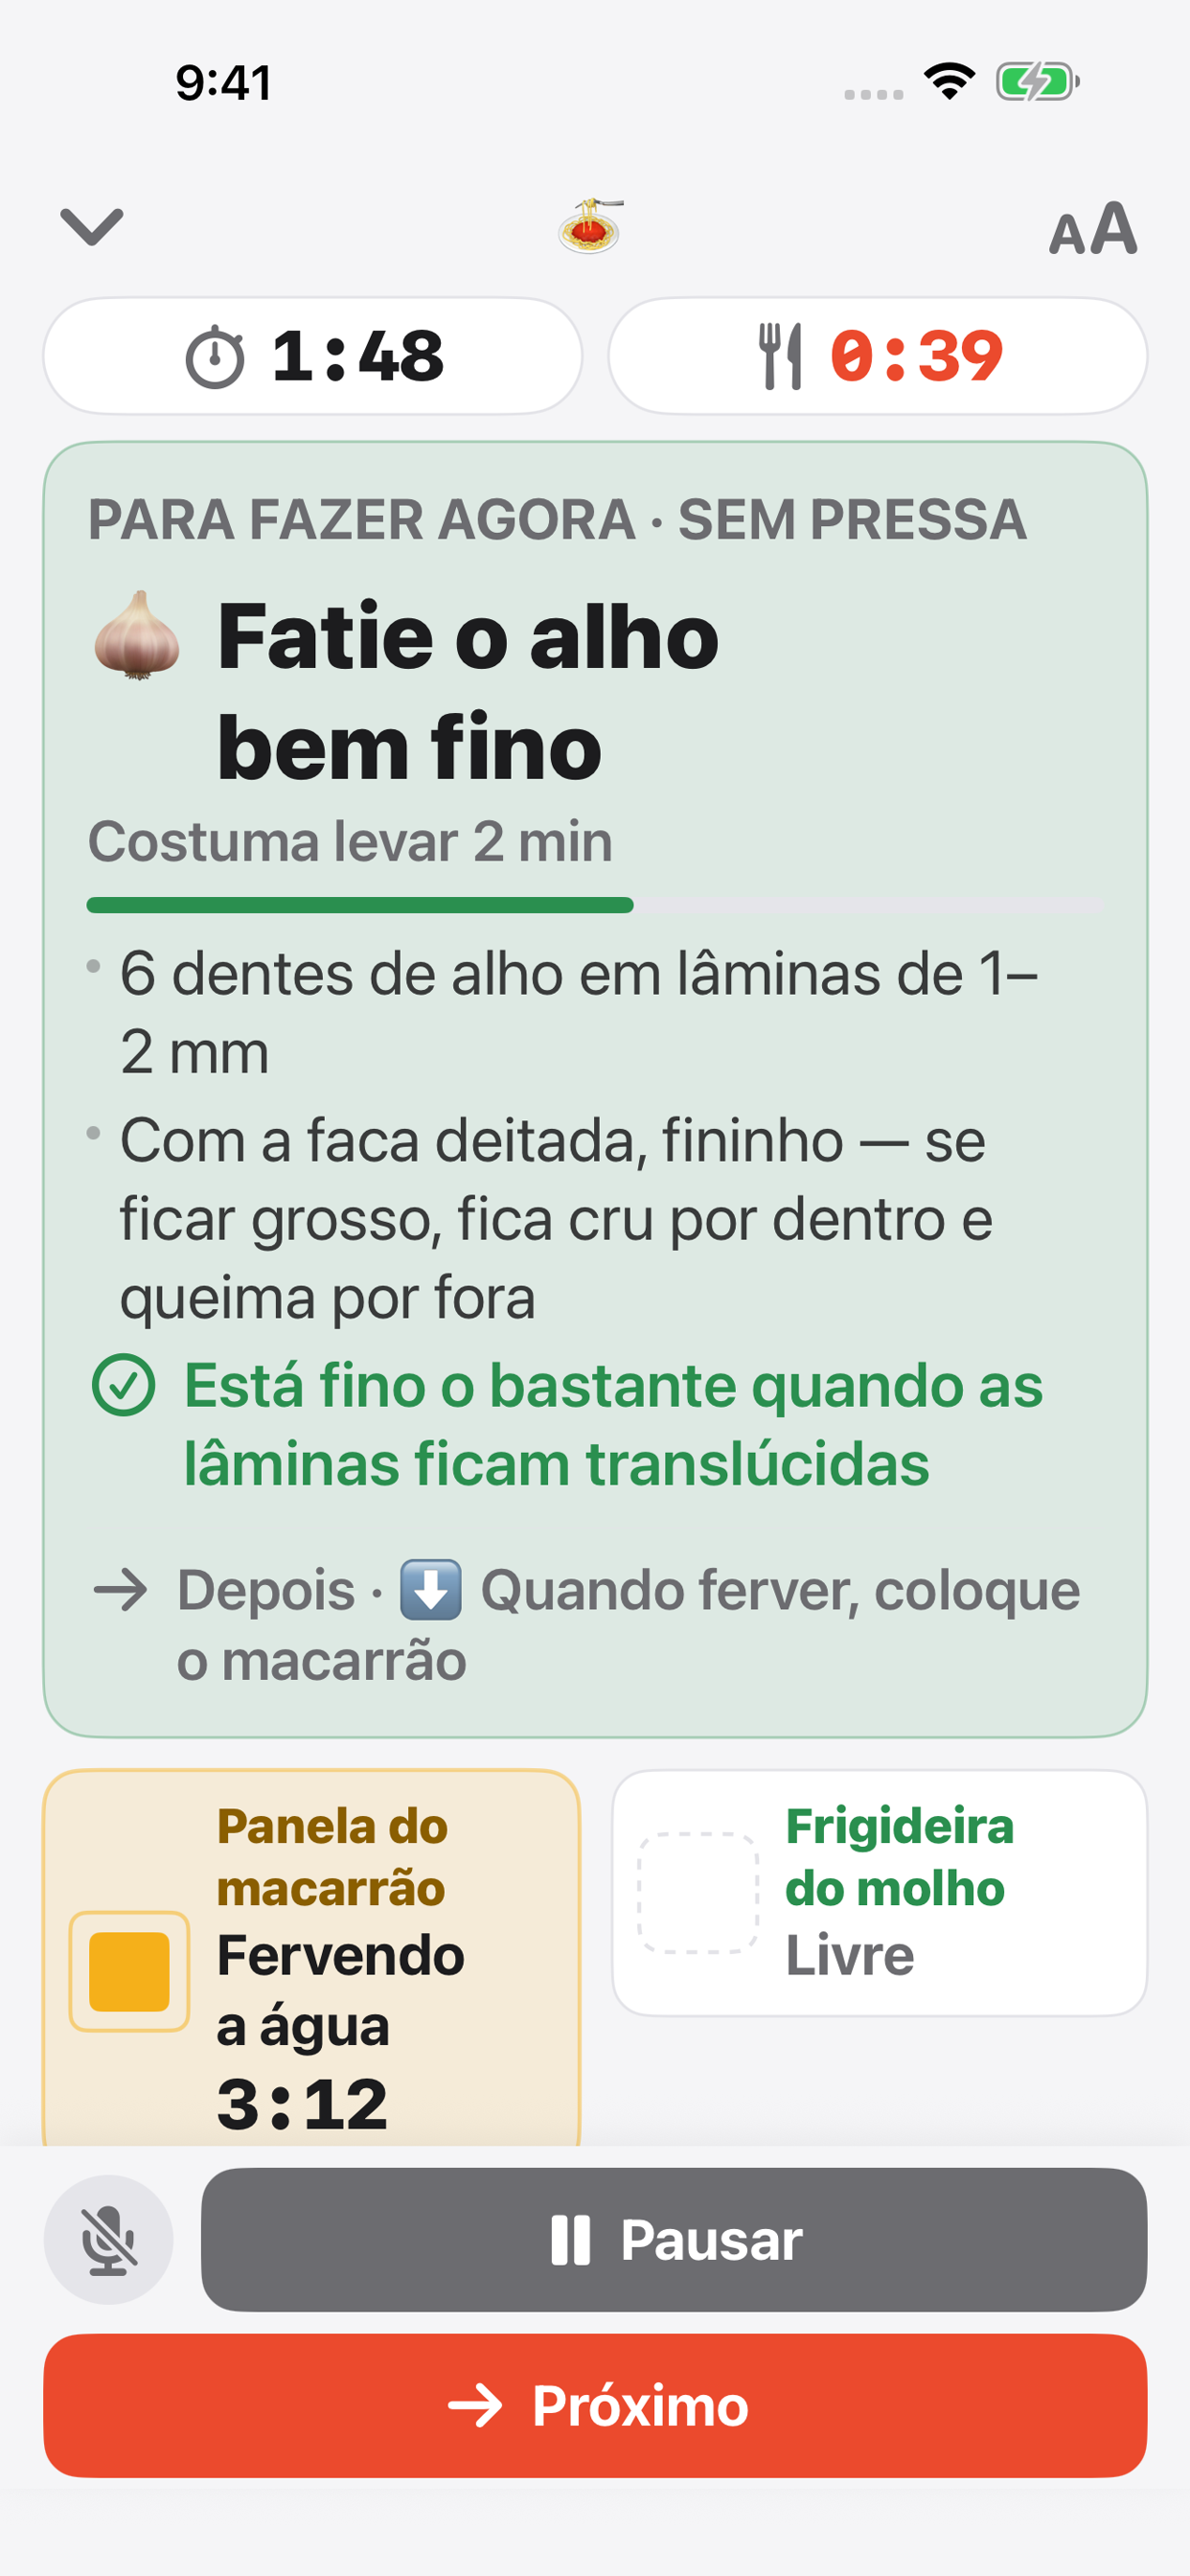 9:41
AA
1:48
0:39
PARA FAZER AGORA · SEM PRESSA
Fatie o alho
bem fino
Costuma levar 2 min
• 6 dentes de alho em lâminas de 1–
2 mm
• Com a faca deitada, fininho — se
ficar grosso, fica cru por dentro e
queima por fora
Está fino o bastante quando as
lâminas ficam translúcidas
→ Depois · ⬇️ Quando ferver, coloque
o macarrão
Panela do
macarrão
Fervendo
a água
3:12
Frigideira
do molho
Livre
Pausar
→ Próximo